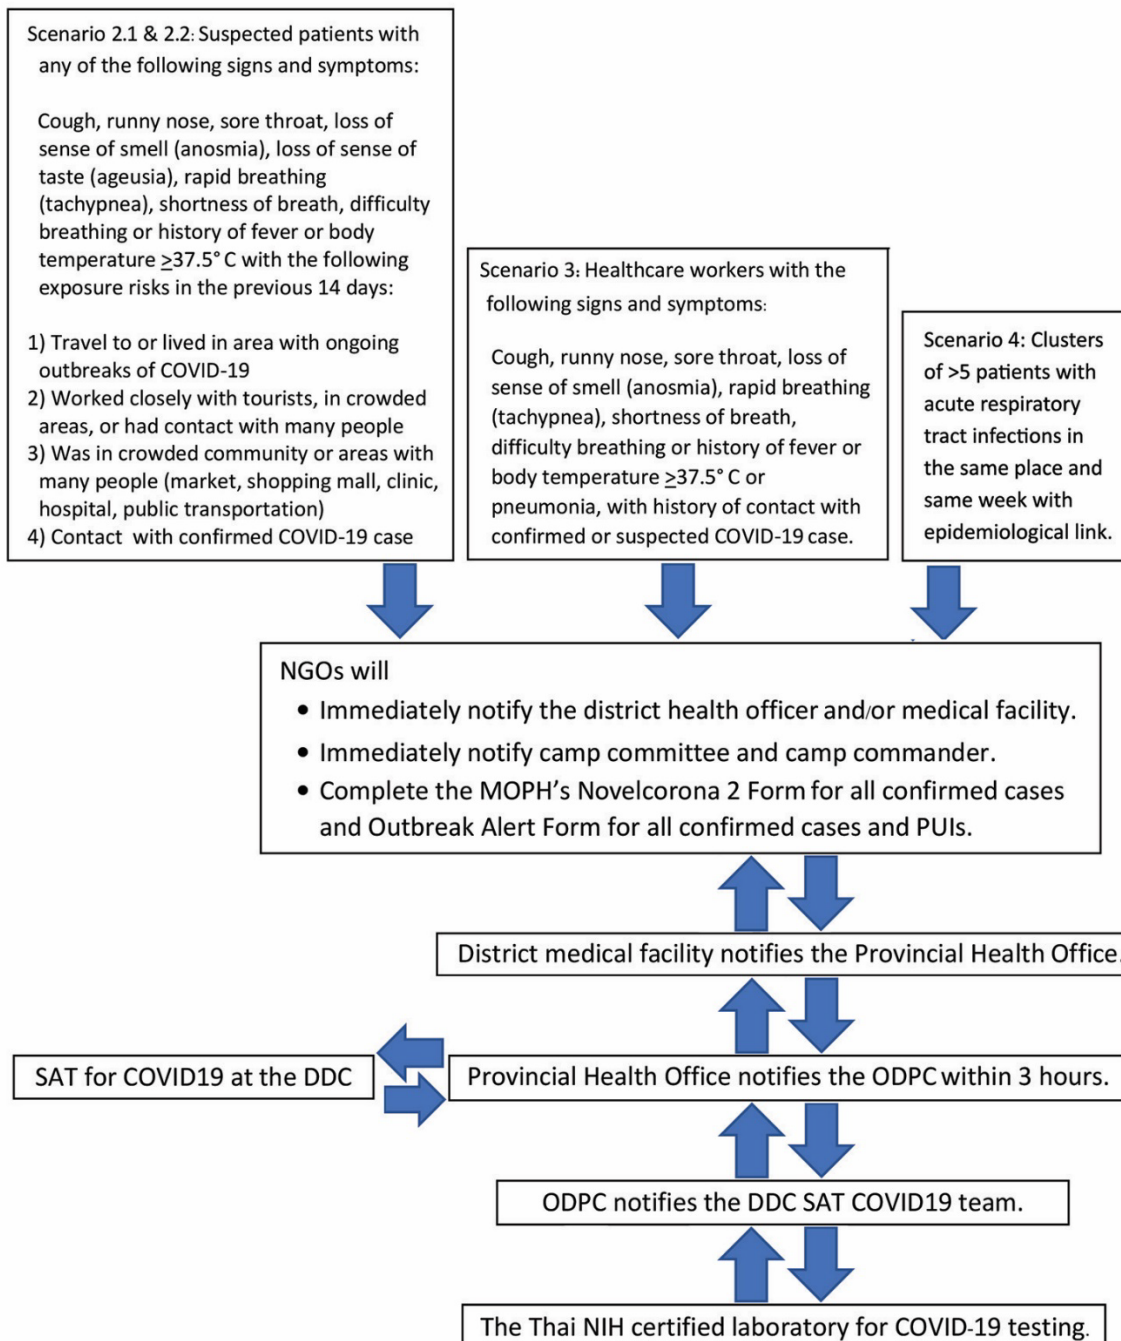 Scenario 2.1 & 2.2: Suspected patients with
any of the following signs and symptoms:
Cough, runny nose, sore throat, loss of
sense of smell (anosmia), loss of sense of
taste (ageusia), rapid breathing
(tachypnea), shortness of breath, difficulty
breathing or history of fever or body
temperature ≥37.5° C with the following
exposure risks in the previous 14 days:
1) Travel to or lived in area with ongoing
outbreaks of COVID-19
2) Worked closely with tourists, in crowded
areas, or had contact with many people
3) Was in crowded community or areas with
many people (market, shopping mall, clinic,
hospital, public transportation)
4) Contact with confirmed COVID-19 case
Scenario 3: Healthcare workers with the
following signs and symptoms:
Cough, runny nose, sore throat, loss of
sense of smell (anosmia), rapid breathing
(tachypnea), shortness of breath,
difficulty breathing or history of fever or
body temperature ≥37.5° C or
pneumonia, with history of contact with
confirmed or suspected COVID-19 case.
Scenario 4: Clusters
of >5 patients with
acute respiratory
tract infections in
the same place and
same week with
epidemiological link.
NGOs will
• Immediately notify the district health officer and/or medical facility.
• Immediately notify camp committee and camp commander.
• Complete the MOPH's Novelcorona 2 Form for all confirmed cases
and Outbreak Alert Form for all confirmed cases and PUIs.
District medical facility notifies the Provincial Health Office.
SAT for COVID19 at the DDC
Provincial Health Office notifies the ODPC within 3 hours.
ODPC notifies the DDC SAT COVID19 team.
The Thai NIH certified laboratory for COVID-19 testing.